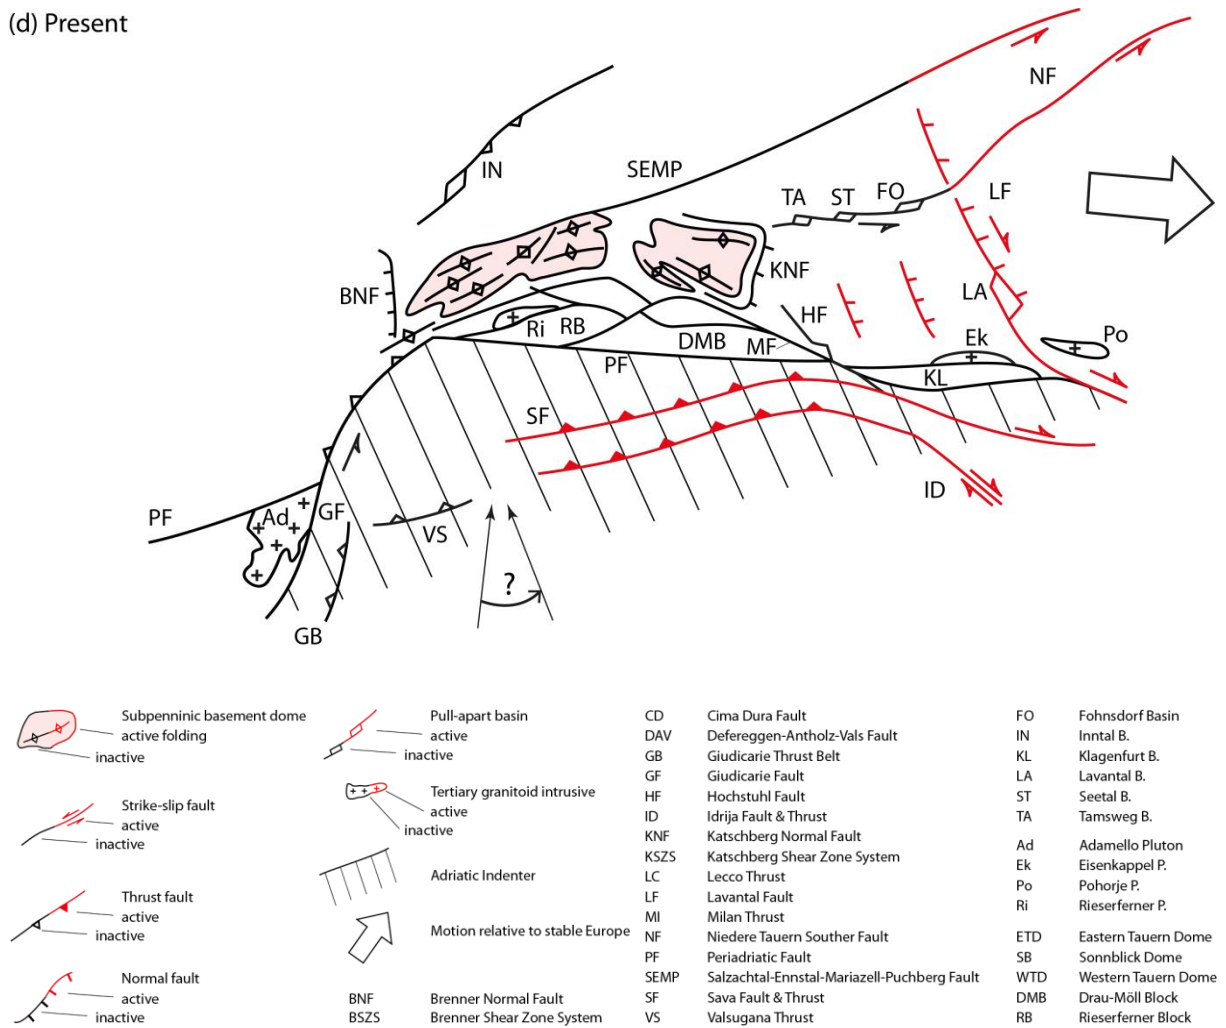 (d) Present
NF
IN
SEMP
TA
ST
FO
LF
BNF
KNF
LA
HF
Ri
RB
DMB
MF
Ek
Po
PF
KL
SF
ID
PF
Ad
GF
VS
?
GB
Subpenninic basement dome
active folding
inactive
Strike-slip fault
active
inactive
Thrust fault
active
inactive
Normal fault
active
inactive
Pull-apart basin
active
inactive
Tertiary granitoid intrusive
active
inactive
Adriatic Indenter
Motion relative to stable Europe
BNF Brenner Normal Fault
BSZS Brenner Shear Zone System
CD Cima Dura Fault
DAV Defereggen-Antholz-Vals Fault
GB Giudicarie Thrust Belt
GF Giudicarie Fault
HF Hochstuhl Fault
ID Idrija Fault & Thrust
KNF Katschberg Normal Fault
KSZS Katschberg Shear Zone System
LC Lecco Thrust
LF Lavantal Fault
MI Milan Thrust
NF Niedere Tauern Souther Fault
PF Periadriatic Fault
SEMP Salzachtal-Ennstal-Mariazell-Puchberg Fault
SF Sava Fault & Thrust
VS Valsugana Thrust
FO Fohnsdorf Basin
IN Inntal B.
KL Klagenfurt B.
LA Lavantal B.
ST Seetal B.
TA Tamsweg B.
Ad Adamello Pluton
Ek Eisenkappel P.
Po Pohorje P.
Ri Rieserferner P.
ETD Eastern Tauern Dome
SB Sonnblick Dome
WTD Western Tauern Dome
DMB Drau-Möll Block
RB Rieserferner Block